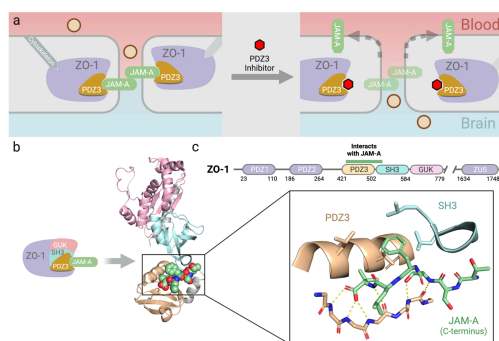 a
Blood
ZO-1
PDZ3
JAM-A
JAM-A
ZO-1
PDZ3
PDZ3
Inhibitor
JAM-A
JAM-A
ZO-1
PDZ3
JAM-A
JAM-A
ZO-1
PDZ3
Brain
b
GUK
SH3
ZO-1
PDZ3
JAM-A
c
Interacts
with JAM-A
ZO-1
PDZ1
PDZ2
PDZ3
SH3
GUK
ZU5
23 110 186 264 421 502 584 779 1634 1748
SH3
PDZ3
JAM-A
(C-terminus)